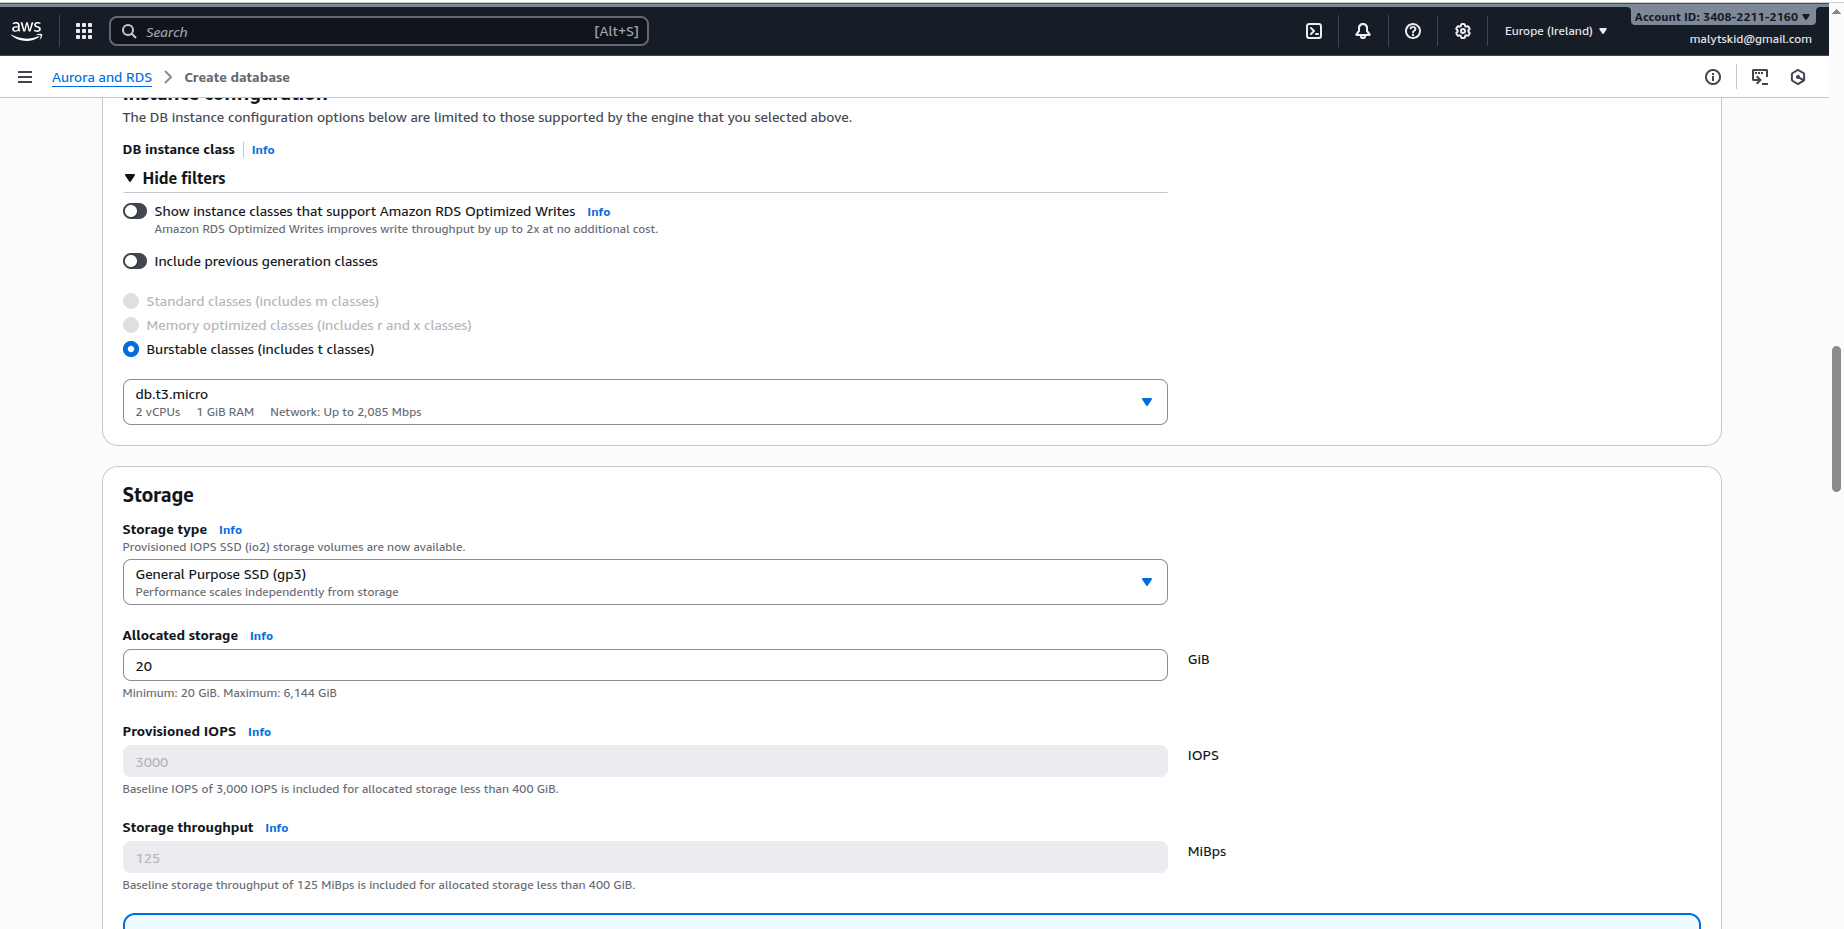 aws
Search [Alt+S]
Europe (Ireland)
Account ID: 3408-2211-2160
malytskid@gmail.com
Aurora and RDS
Create database
Instance configuration
The DB instance configuration options below are limited to those supported by the engine that you selected above.
DB instance class Info
Hide filters
Show instance classes that support Amazon RDS Optimized Writes Info
Amazon RDS Optimized Writes improves write throughput by up to 2x at no additional cost.
Include previous generation classes
Standard classes (includes m classes)
Memory optimized classes (includes r and x classes)
Burstable classes (includes t classes)
db.t3.micro
2 vCPUs 1 GiB RAM Network: Up to 2,085 Mbps
Storage
Storage type Info
Provisioned IOPS SSD (io2) storage volumes are now available.
General Purpose SSD (gp3)
Performance scales independently from storage
Allocated storage Info
20
GiB
Minimum: 20 GiB. Maximum: 6,144 GiB
Provisioned IOPS Info
3000
IOPS
Baseline IOPS of 3,000 IOPS is included for allocated storage less than 400 GiB.
Storage throughput Info
125
MiBps
Baseline storage throughput of 125 MiBps is included for allocated storage less than 400 GiB.